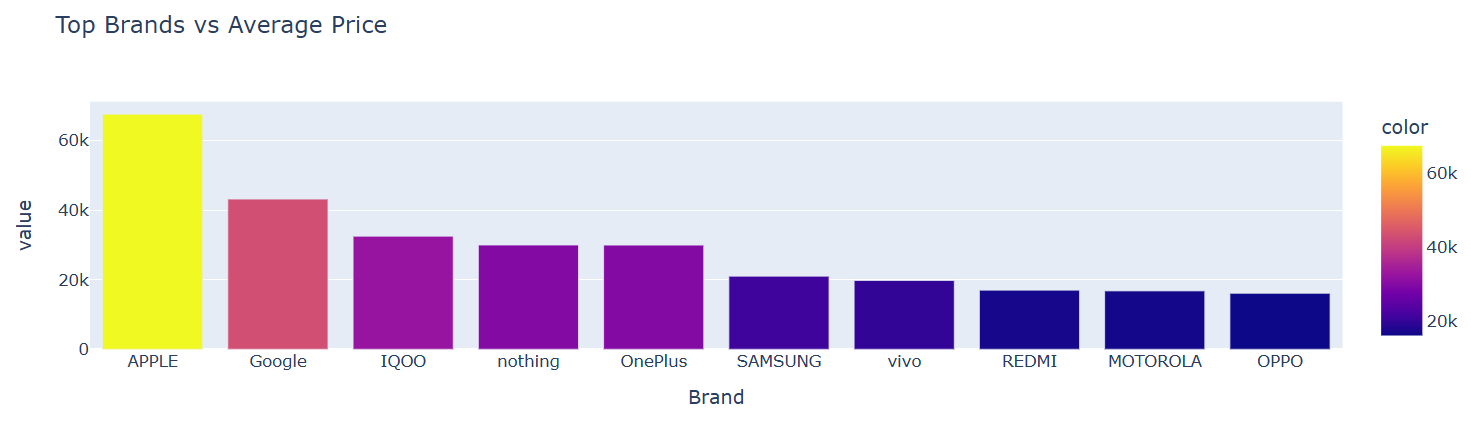 Top Brands vs Average Price
value
60k
40k
20k
0
APPLE Google IQOO nothing OnePlus SAMSUNG vivo REDMI MOTOROLA OPPO
Brand
color
60k
40k
20k